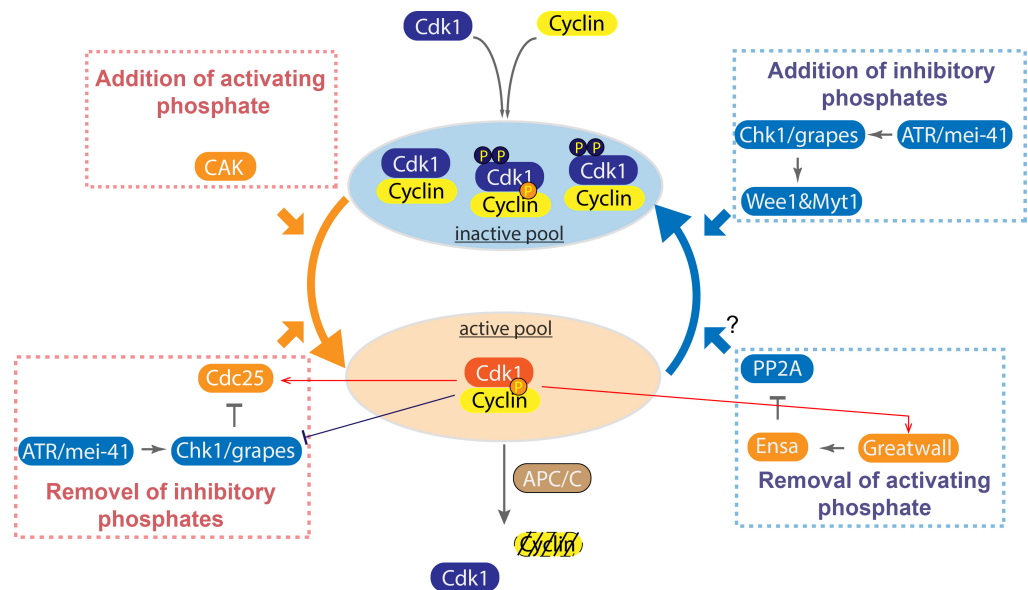 Cdk1
Cyclin
Addition of activating
phosphate
CAK
Addition of inhibitory
phosphates
Chk1/grapes
ATR/mei-41
Wee1&Myt1
Cdk1
Cyclin
P P
Cdk1
P
Cyclin
P P
Cdk1
Cyclin
inactive pool
active pool
Cdk1
P
Cyclin
Cdc25
ATR/mei-41
Chk1/grapes
Removel of inhibitory
phosphates
?
PP2A
Ensa
Greatwall
Removal of activating
phosphate
APC/C
Cyclin
Cdk1